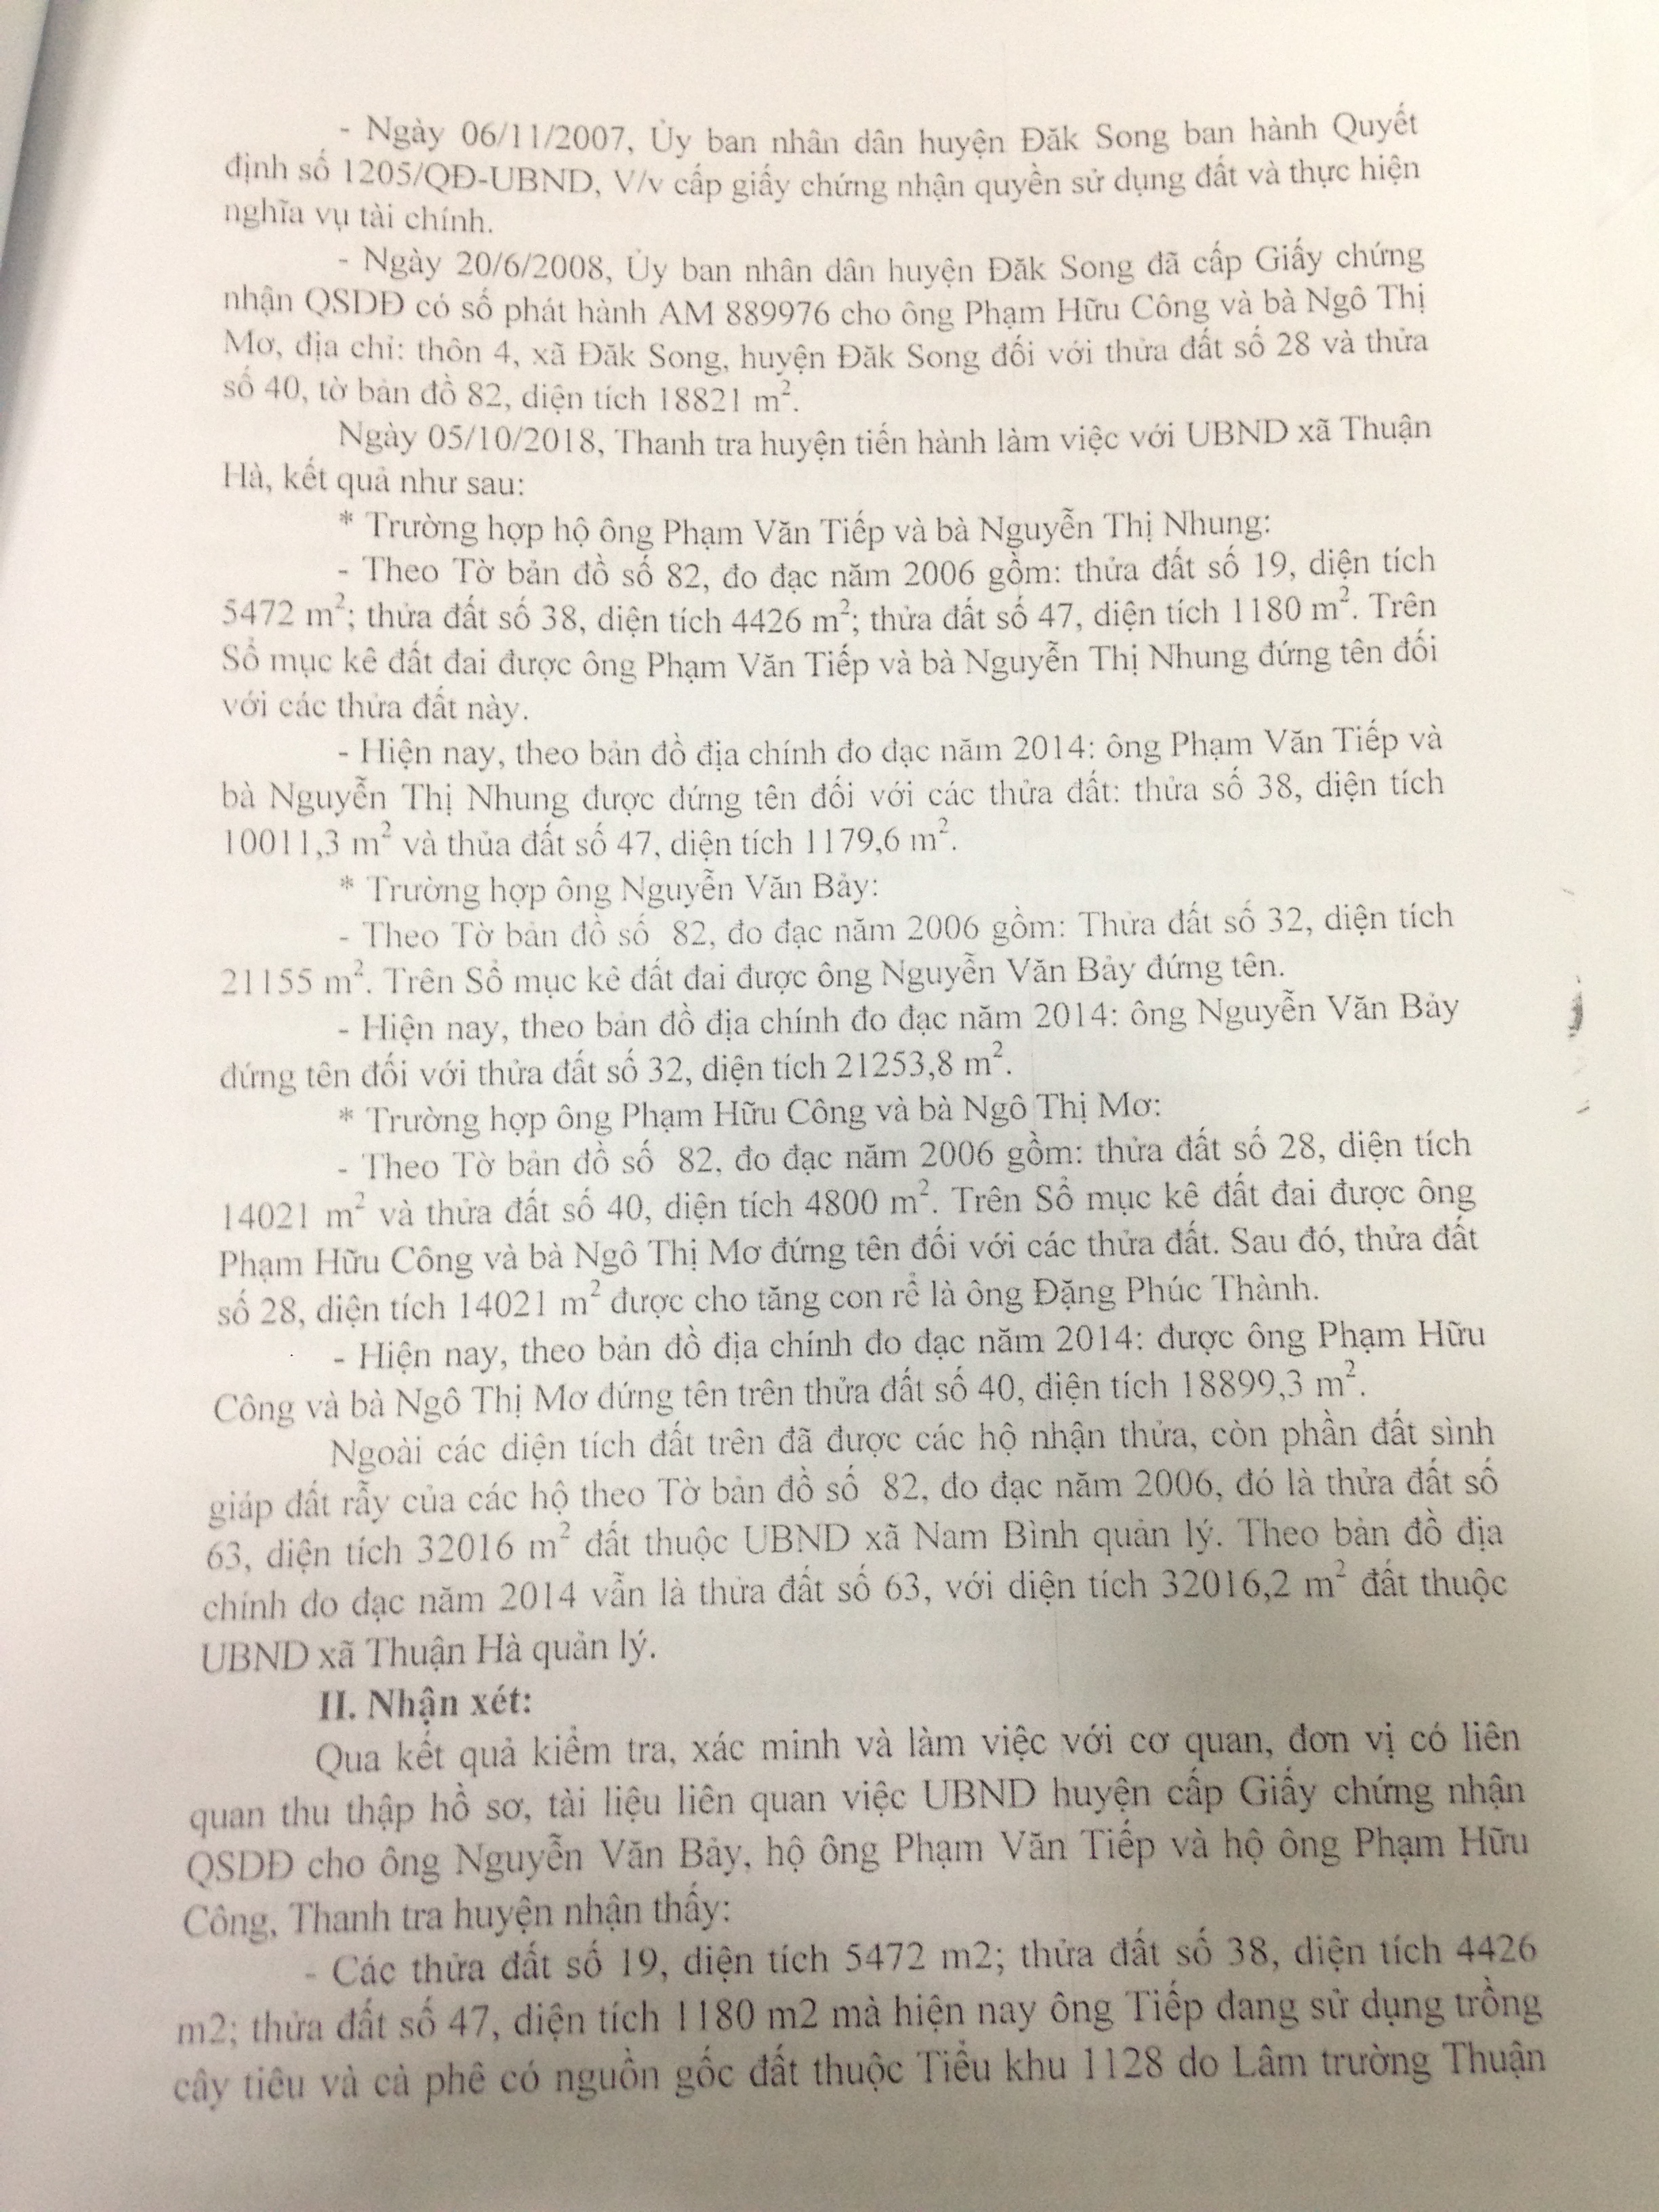 - Ngày 06/11/2007, Ủy ban nhân dân huyện Đăk Song ban hành Quyết
định số 1205/QĐ-UBND, V/v cấp giấy chứng nhận quyền sử dụng đất và thực hiện
nghĩa vụ tài chính.
- Ngày 20/6/2008, Ủy ban nhân dân huyện Đăk Song đã cấp Giấy chứng
nhận QSDĐ có số phát hành AM 889976 cho ông Phạm Hữu Công và bà Ngô Thị
Mơ, địa chỉ: thôn 4, xã Đăk Song, huyện Đăk Song đối với thửa đất số 28 và thửa
số 40, tờ bản đồ 82, diện tích 18821 m².
Ngày 05/10/2018, Thanh tra huyện tiến hành làm việc với UBND xã Thuận
Hà, kết quả như sau:
* Trường hợp hộ ông Phạm Văn Tiếp và bà Nguyễn Thị Nhung:
- Theo Tờ bản đồ số 82, đo đạc năm 2006 gồm: thửa đất số 19, diện tích
5472 m²; thửa đất số 38, diện tích 4426 m²; thửa đất số 47, diện tích 1180 m². Trên
Sổ mục kê đất đai được ông Phạm Văn Tiếp và bà Nguyễn Thị Nhung đứng tên đối
với các thửa đất này.
- Hiện nay, theo bản đồ địa chính đo đạc năm 2014: ông Phạm Văn Tiếp và
bà Nguyễn Thị Nhung được đứng tên đối với các thửa đất: thửa số 38, diện tích
10011,3 m² và thủa đất số 47, diện tích 1179,6 m².
* Trường hợp ông Nguyễn Văn Bảy:
- Theo Tờ bản đồ số 82, đo đạc năm 2006 gồm: Thửa đất số 32, diện tích
21155 m². Trên Sổ mục kê đất đai được ông Nguyễn Văn Bảy đứng tên.
- Hiện nay, theo bản đồ địa chính đo đạc năm 2014: ông Nguyễn Văn Bảy
đứng tên đối với thửa đất số 32, diện tích 21253,8 m².
* Trường hợp ông Phạm Hữu Công và bà Ngô Thị Mơ:
- Theo Tờ bản đồ số 82, đo đạc năm 2006 gồm: thửa đất số 28, diện tích
14021 m² và thửa đất số 40, diện tích 4800 m². Trên Sổ mục kê đất đai được ông
Phạm Hữu Công và bà Ngô Thị Mơ đứng tên đối với các thửa đất. Sau đó, thửa đất
số 28, diện tích 14021 m² được cho tăng con rể là ông Đặng Phúc Thành.
- Hiện nay, theo bản đồ địa chính đo đạc năm 2014: được ông Phạm Hữu
Công và bà Ngô Thị Mơ đứng tên trên thửa đất số 40, diện tích 18899,3 m².
Ngoài các diện tích đất trên đã được các hộ nhận thửa, còn phần đất sình
giáp đất rẫy của các hộ theo Tờ bản đồ số 82, đo đạc năm 2006, đó là thửa đất số
63, diện tích 32016 m² đất thuộc UBND xã Nam Bình quản lý. Theo bản đồ địa
chính đo đạc năm 2014 vẫn là thửa đất số 63, với diện tích 32016,2 m² đất thuộc
UBND xã Thuận Hà quản lý.
II. Nhận xét:
Qua kết quả kiểm tra, xác minh và làm việc với cơ quan, đơn vị có liên
quan thu thập hồ sơ, tài liệu liên quan việc UBND huyện cấp Giấy chứng nhận
QSDĐ cho ông Nguyễn Văn Bảy, hộ ông Phạm Văn Tiếp và hộ ông Phạm Hữu
Công, Thanh tra huyện nhận thấy:
- Các thửa đất số 19, diện tích 5472 m2; thửa đất số 38, diện tích 4426
m2; thửa đất số 47, diện tích 1180 m2 mà hiện nay ông Tiếp đang sử dụng trồng
cây tiêu và cà phê có nguồn gốc đất thuộc Tiểu khu 1128 do Lâm trường Thuận